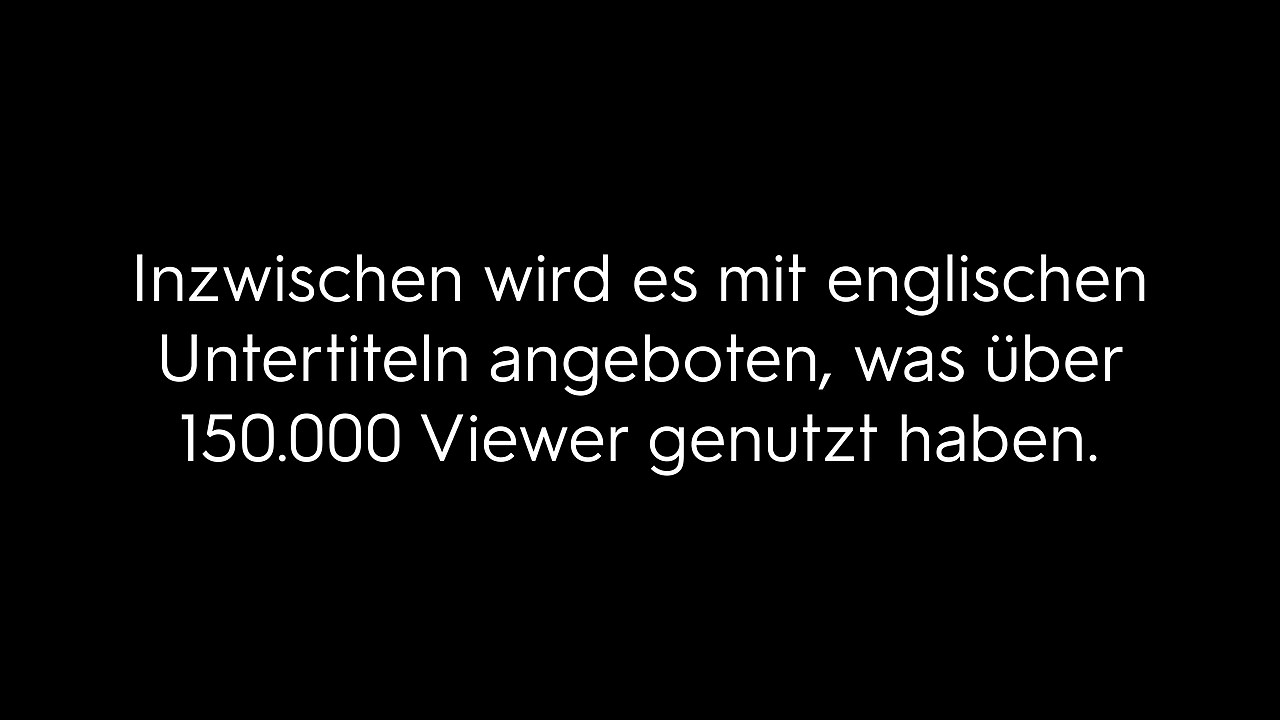 Inzwischen wird es mit englischen
Untertiteln angeboten, was über
150.000 Viewer genutzt haben.